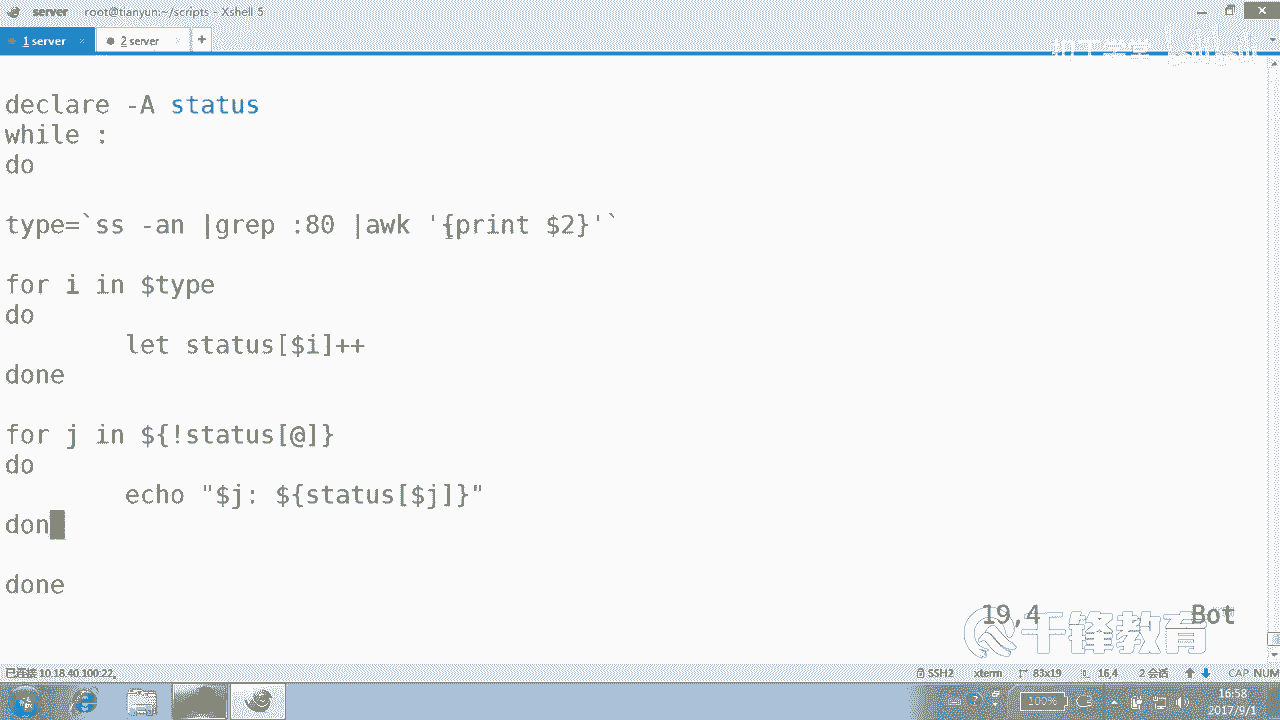 server root@tianyun:~/scripts - Xshell 5
1 server × 2 server × +
declare -A status
while :
do
type=`ss -an |grep :80 |awk '{print $2}'`
for i in $type
do
let status[$i]++
done
for j in ${!status[@]}
do
echo "$j: ${status[$j]}"
don
done
19,4 Bot
千锋教育
已连接 10.18.40.100:22。 SSH2 xterm 83x19 16,4 2 会话 CAP NUM
100% 16:58
2017/9/1